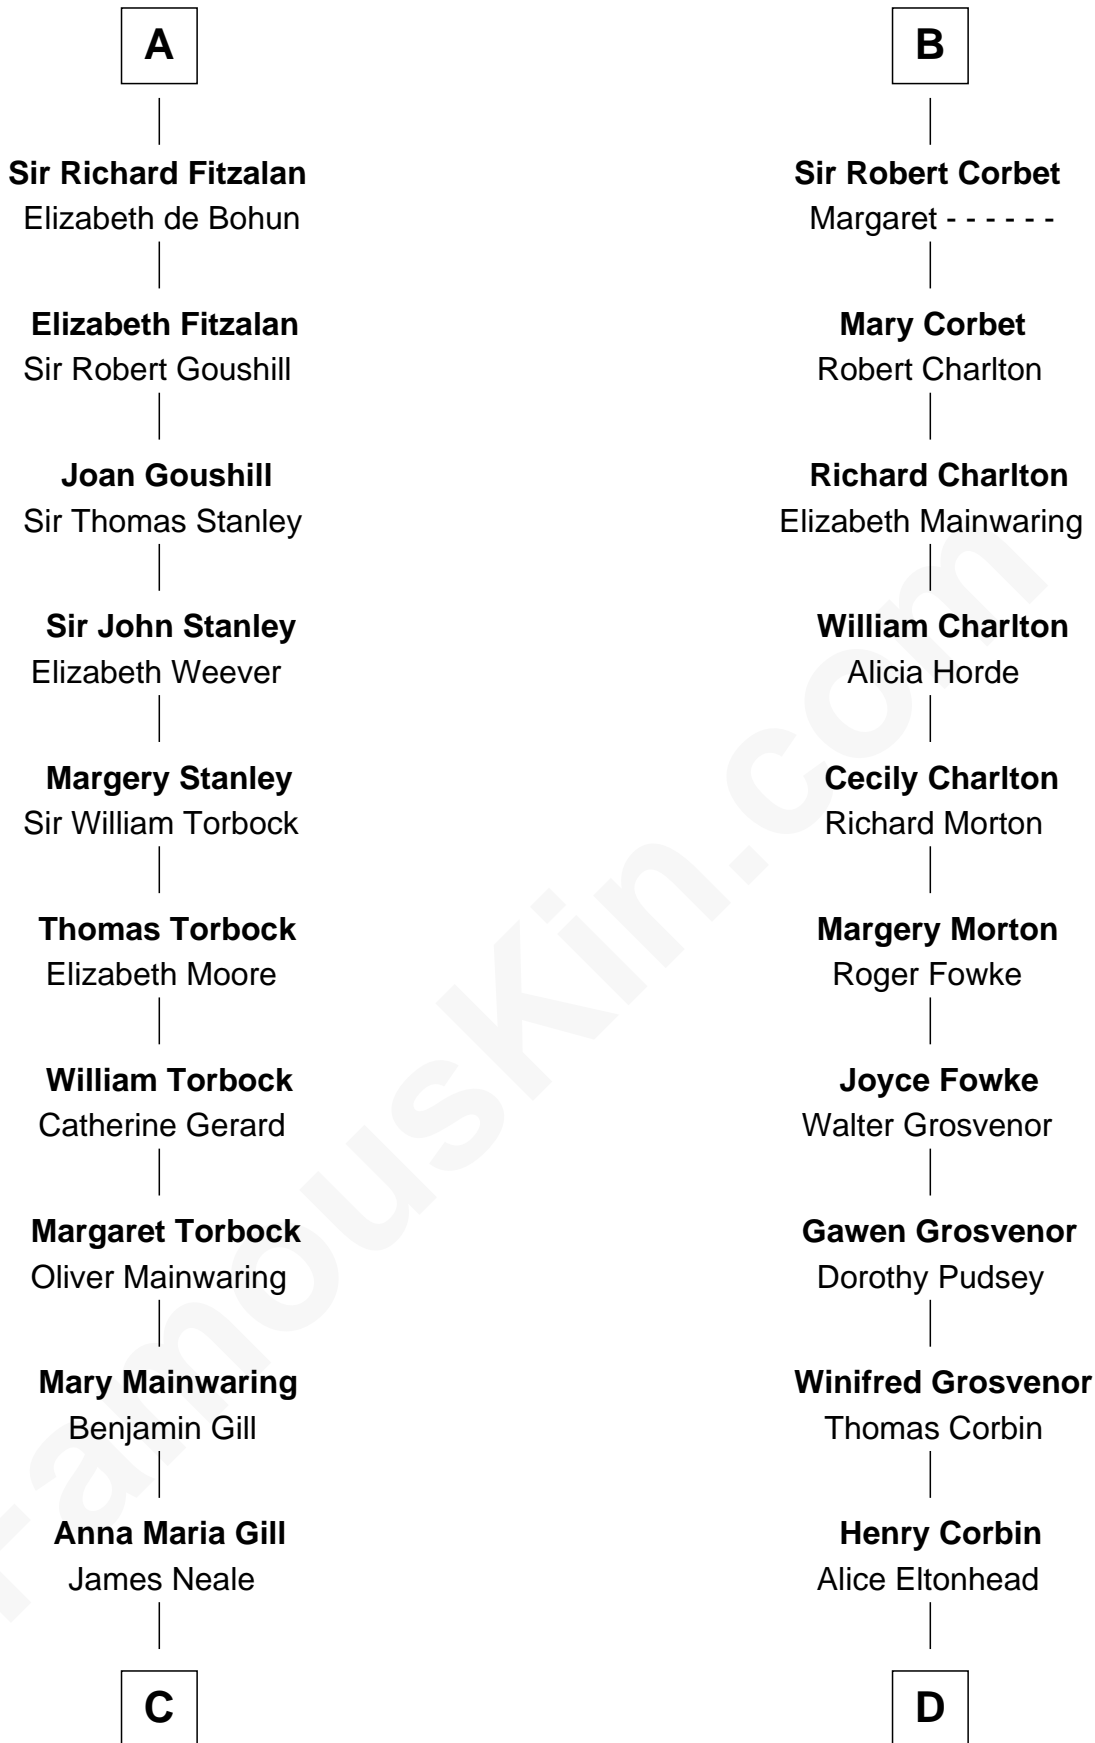 A
Sir Richard Fitzalan
Elizabeth de Bohun
Elizabeth Fitzalan
Sir Robert Goushill
Joan Goushill
Sir Thomas Stanley
Sir John Stanley
Elizabeth Weever
Margery Stanley
Sir William Torbock
Thomas Torbock
Elizabeth Moore
William Torbock
Catherine Gerard
Margaret Torbock
Oliver Mainwaring
Mary Mainwaring
Benjamin Gill
Anna Maria Gill
James Neale
C
B
Sir Robert Corbet
Margaret - - - - - -
Mary Corbet
Robert Charlton
Richard Charlton
Elizabeth Mainwaring
William Charlton
Alicia Horde
Cecily Charlton
Richard Morton
Margery Morton
Roger Fowke
Joyce Fowke
Walter Grosvenor
Gawen Grosvenor
Dorothy Pudsey
Winifred Grosvenor
Thomas Corbin
Henry Corbin
Alice Eltonhead
D
FamousKin.com